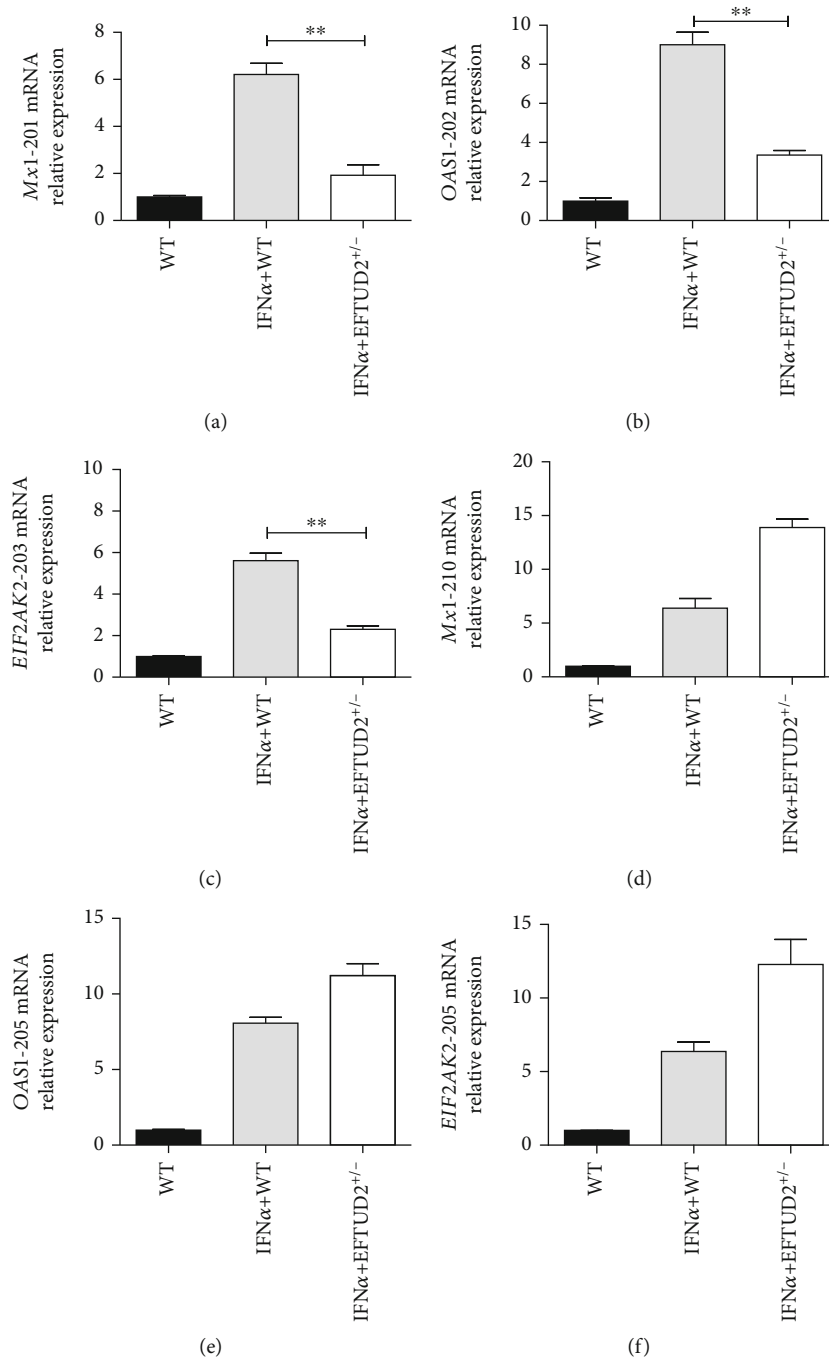 Mx1-201 mRNA
relative expression
8
6
4
2
0
**
WT
IFNα+WT
IFNα+EFTUD2+/−
(a)
OAS1-202 mRNA
relative expression
10
8
6
4
2
0
**
WT
IFNα+WT
IFNα+EFTUD2+/−
(b)
EIF2AK2-203 mRNA
relative expression
10
8
6
4
2
0
**
WT
IFNα+WT
IFNα+EFTUD2+/−
(c)
Mx1-210 mRNA
relative expression
20
15
10
5
0
WT
IFNα+WT
IFNα+EFTUD2+/−
(d)
OAS1-205 mRNA
relative expression
15
10
5
0
WT
IFNα+WT
IFNα+EFTUD2+/−
(e)
EIF2AK2-205 mRNA
relative expression
15
10
5
0
WT
IFNα+WT
IFNα+EFTUD2+/−
(f)